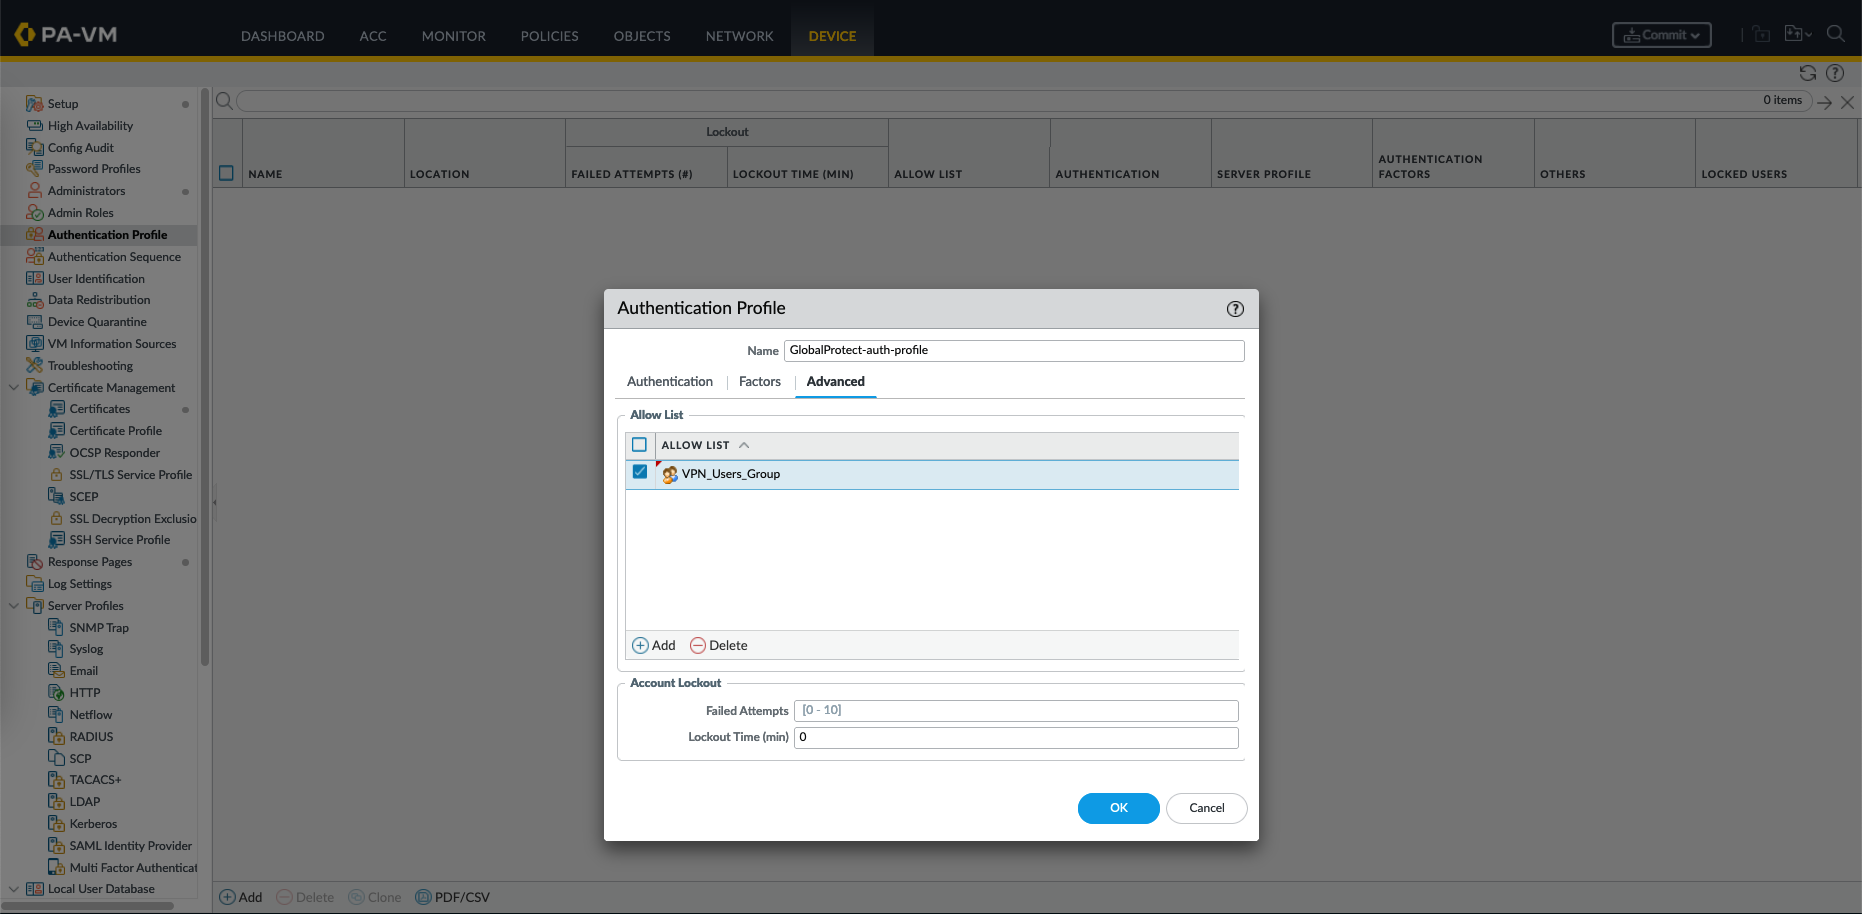 PA-VM
DASHBOARD
ACC
MONITOR
POLICIES
OBJECTS
NETWORK
DEVICE
Commit
0 items
Setup
High Availability
Config Audit
Password Profiles
Administrators
Admin Roles
Authentication Profile
Authentication Sequence
User Identification
Data Redistribution
Device Quarantine
VM Information Sources
Troubleshooting
Certificate Management
Certificates
Certificate Profile
OCSP Responder
SSL/TLS Service Profile
SCEP
SSL Decryption Exclusio
SSH Service Profile
Response Pages
Log Settings
Server Profiles
SNMP Trap
Syslog
Email
HTTP
Netflow
RADIUS
SCP
TACACS+
LDAP
Kerberos
SAML Identity Provider
Multi Factor Authenticat
Local User Database
Lockout
NAME
LOCATION
FAILED ATTEMPTS (#)
LOCKOUT TIME (MIN)
ALLOW LIST
AUTHENTICATION
SERVER PROFILE
AUTHENTICATION
FACTORS
OTHERS
LOCKED USERS
Authentication Profile
Name
GlobalProtect-auth-profile
Authentication
Factors
Advanced
Allow List
ALLOW LIST
VPN_Users_Group
Add
Delete
Account Lockout
Failed Attempts
[0 - 10]
Lockout Time (min)
0
OK
Cancel
Add
Delete
Clone
PDF/CSV